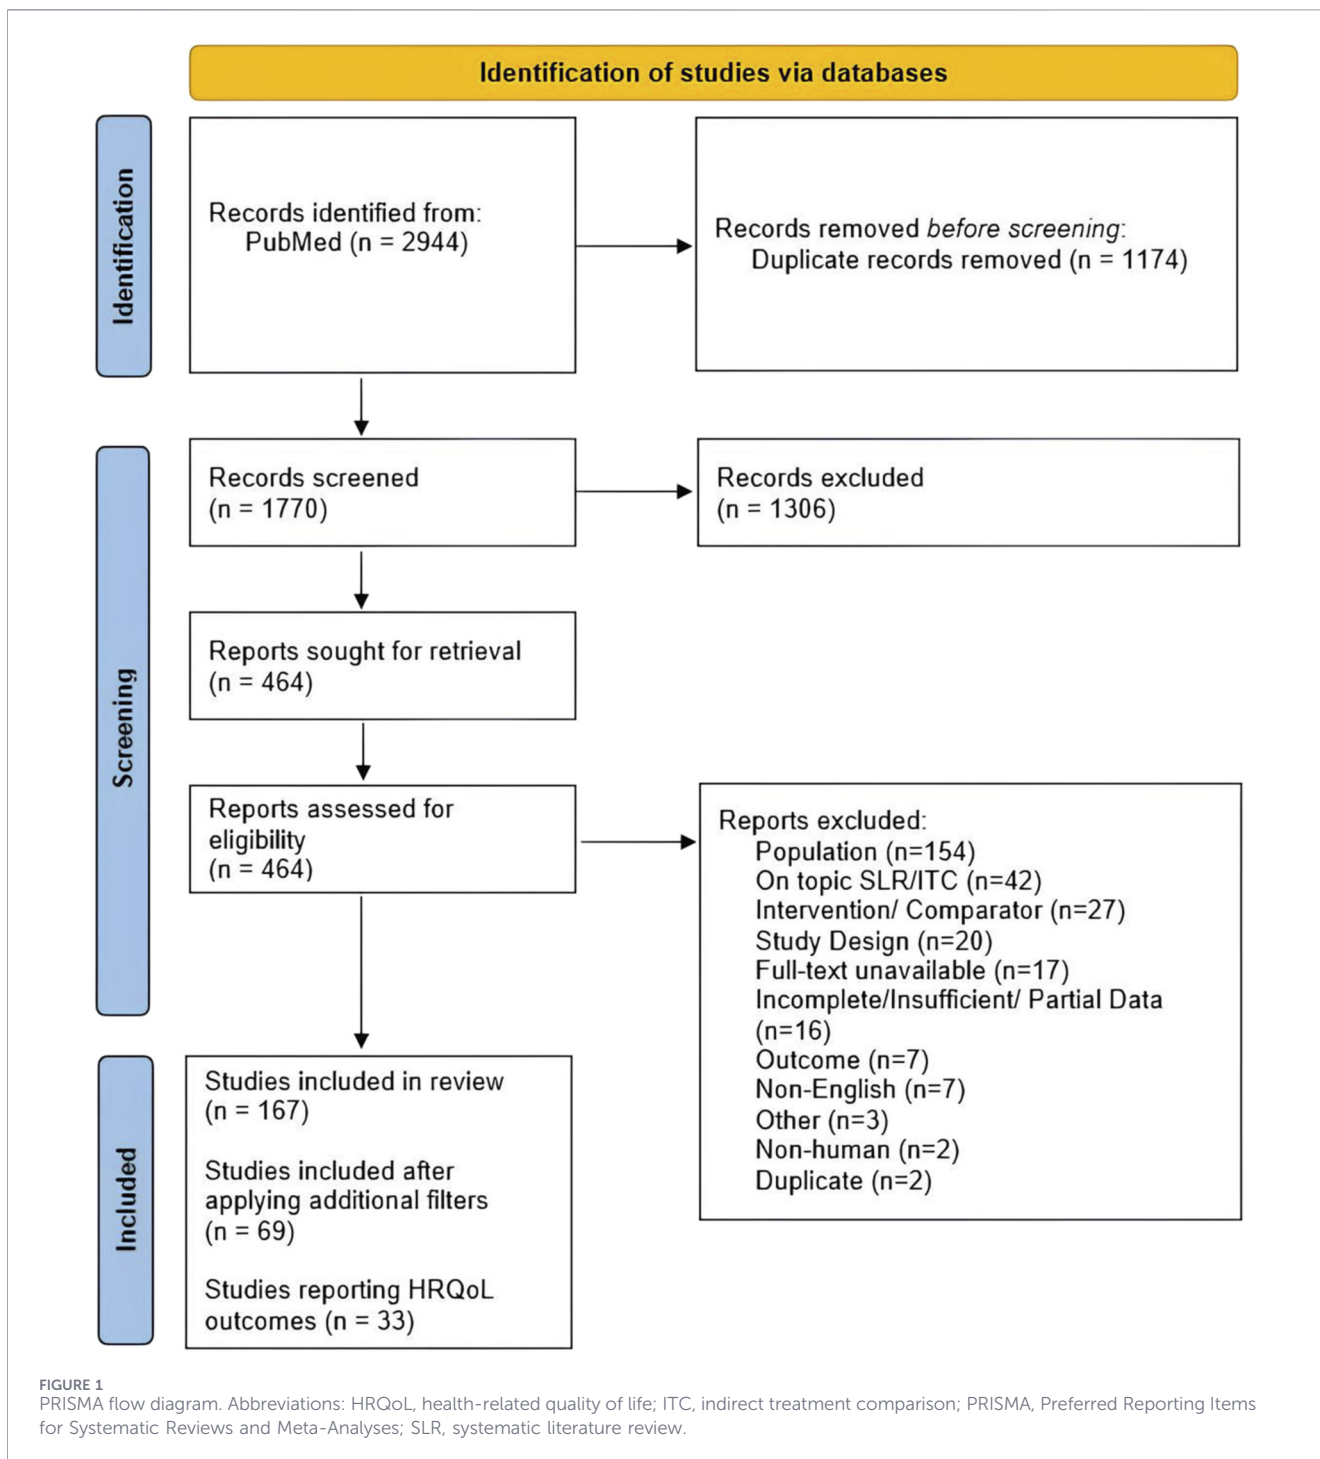 Identification of studies via databases
Identification
Records identified from:
PubMed (n = 2944)
Records removed before screening:
Duplicate records removed (n = 1174)
Screening
Records screened
(n = 1770)
Records excluded
(n = 1306)
Reports sought for retrieval
(n = 464)
Reports assessed for
eligibility
(n = 464)
Reports excluded:
Population (n=154)
On topic SLR/ITC (n=42)
Intervention/ Comparator (n=27)
Study Design (n=20)
Full-text unavailable (n=17)
Incomplete/Insufficient/ Partial Data
(n=16)
Outcome (n=7)
Non-English (n=7)
Other (n=3)
Non-human (n=2)
Duplicate (n=2)
Included
Studies included in review
(n = 167)
Studies included after
applying additional filters
(n = 69)
Studies reporting HRQoL
outcomes (n = 33)
FIGURE 1
PRISMA flow diagram. Abbreviations: HRQoL, health-related quality of life; ITC, indirect treatment comparison; PRISMA, Preferred Reporting Items
for Systematic Reviews and Meta-Analyses; SLR, systematic literature review.